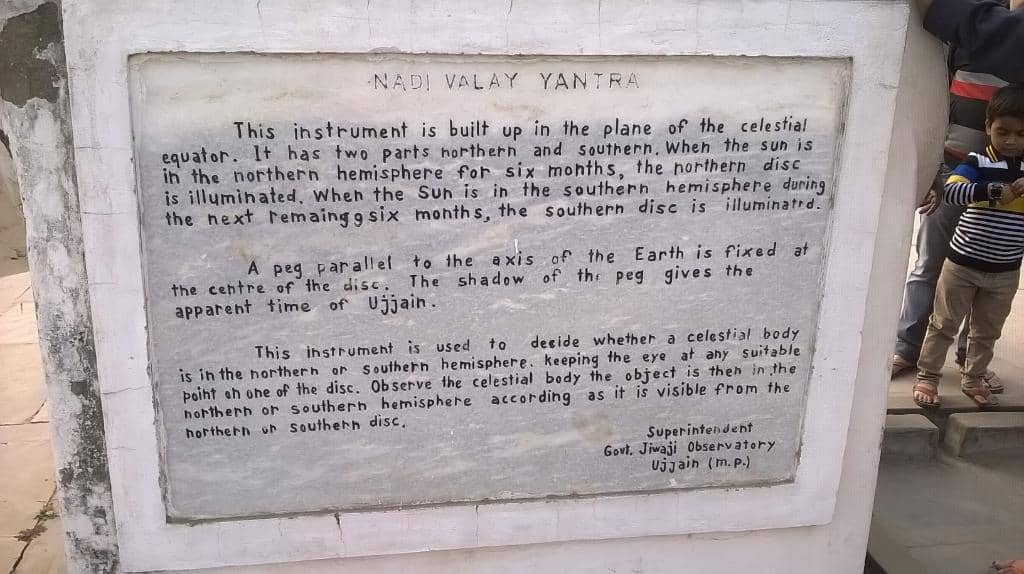 NADI VALAY YANTRA
This instrument is built up in the plane of the celestial
equator. It has two parts northern and southern. When the sun is
in the northern hemisphere for six months, the northern disc
is illuminated. When the Sun is in the southern hemisphere during
the next remaingg six months, the southern disc is illuminatrd.
A peg parallel to the axis of the Earth is fixed at
the centre of the disc. The shadow of thr peg gives the
apparent time of Ujjain.
This instrument is used to decide whether a celestial body
is in the northern or southern hemisphere. keeping the eye at any suitable
point on one of the disc. Observe the celestial body the object is then in the
northern or southern hemisphere according as it is visible from the
northern or southern disc.
Superintendent
Govt. Jiwaji Observatory
Ujjain (m.p.)